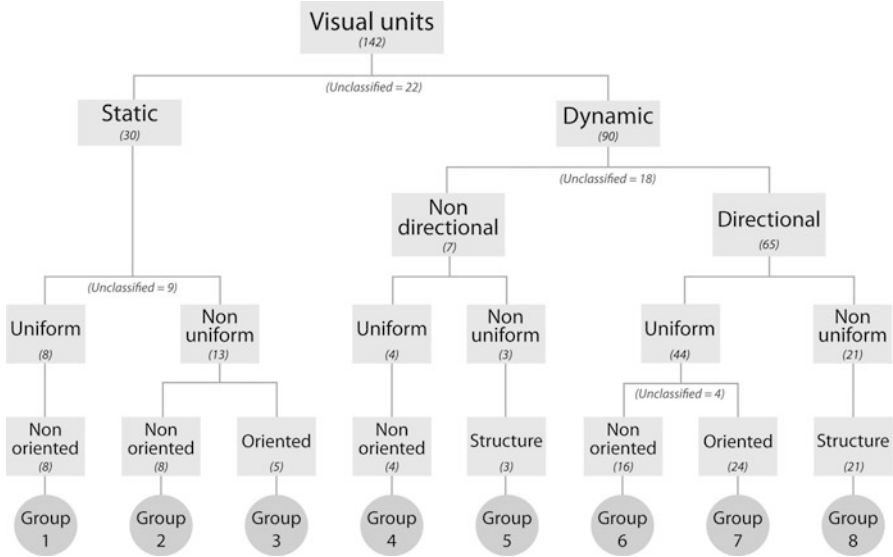 Visual units
(142)
(Unclassified = 22)
Static
(30)
Dynamic
(90)
(Unclassified = 18)
Non
directional
(7)
Directional
(65)
(Unclassified = 9)
Uniform
(8)
Non
uniform
(13)
Uniform
(4)
Non
uniform
(3)
Uniform
(44)
Non
uniform
(21)
(Unclassified = 4)
Non
oriented
(8)
Non
oriented
(8)
Oriented
(5)
Non
oriented
(4)
Structure
(3)
Non
oriented
(16)
Oriented
(24)
Structure
(21)
Group
1
Group
2
Group
3
Group
4
Group
5
Group
6
Group
7
Group
8